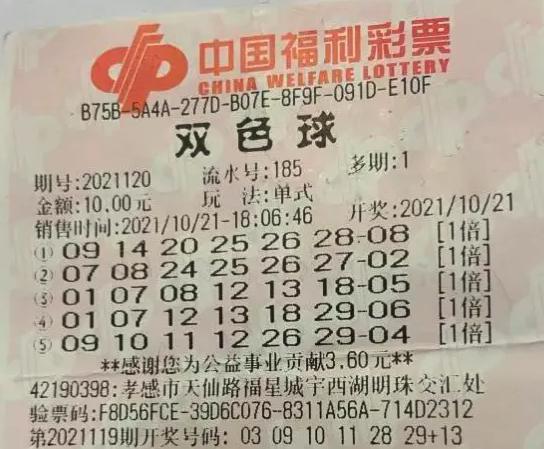 中国福利彩票
CHINA WELFARE LOTTERY
B75B-5A4A-277D-B07E-8F9F-091D-E10F
双色球
期号:2021120 流水号:185 多期:1
金额:10.00元 玩 法:单式
销售时间:2021/10/21-18:06:46 开奖:2021/10/21
① 09 14 20 25 26 28-08 [1倍]
② 07 08 24 25 26 27-02 [1倍]
③ 01 07 08 12 13 18-05 [1倍]
④ 01 07 12 13 18 29-06 [1倍]
⑤ 09 10 11 12 26 29-04 [1倍]
**感谢您为公益事业贡献3.60元**
42190398:孝感市天仙路福星城宇西湖明珠交汇处
验票码:F8D56FCE-39D6C076-8311A56A-714D2312
第2021119期开奖号码: 03 09 10 11 28 29+13